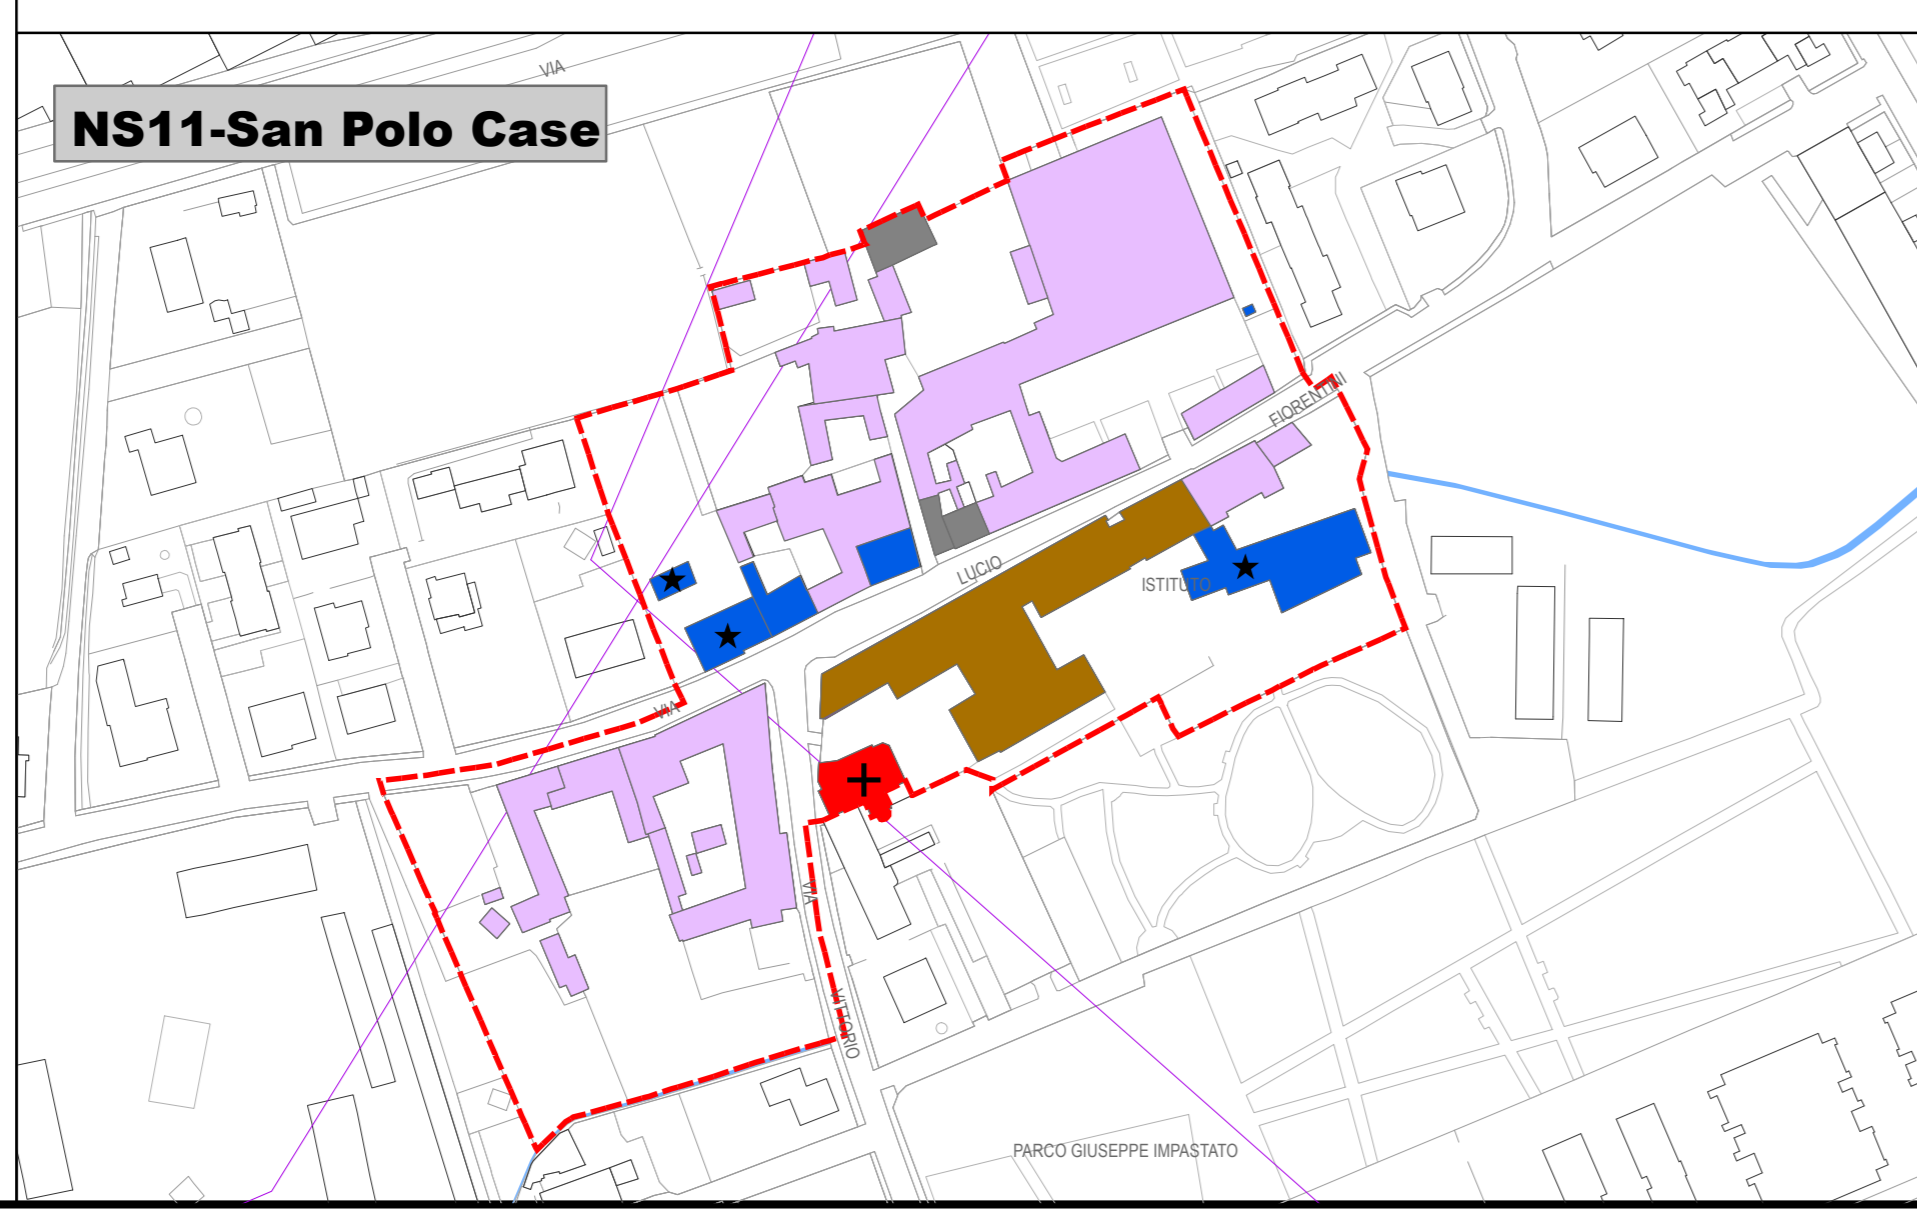 VIA
NS11-San Polo Case
FIORENTINI
LUCIO
ISTITUTO
VIA
VIA
VITTORIO
PARCO GIUSEPPE IMPASTATO